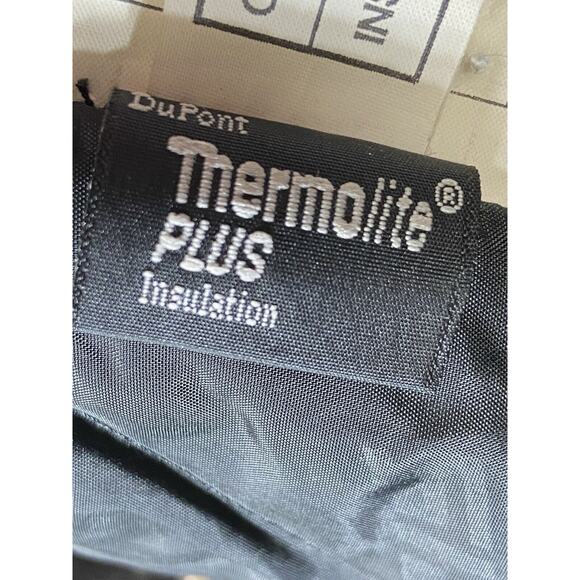 DuPont
Thermolite®
PLUS
Insulation